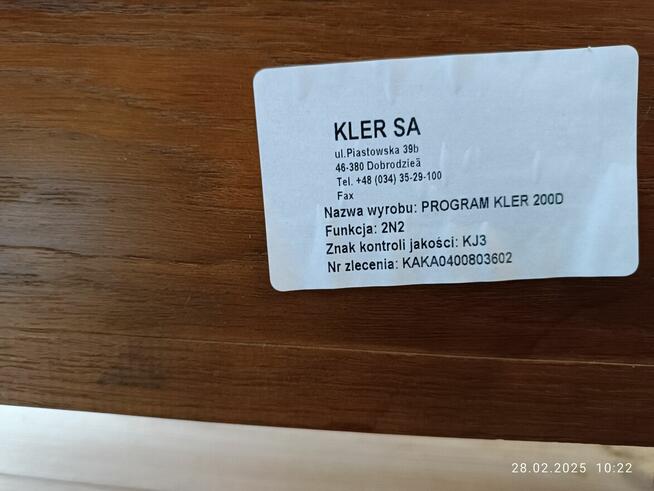 KLER SA
ul.Piastowska 39b
46-380 Dobrodzieã
Tel. +48 (034) 35-29-100
Fax
Nazwa wyrobu: PROGRAM KLER 200D
Funkcja: 2N2
Znak kontroli jakości: KJ3
Nr zlecenia: KAKA0400803602
28.02.2025 10:22